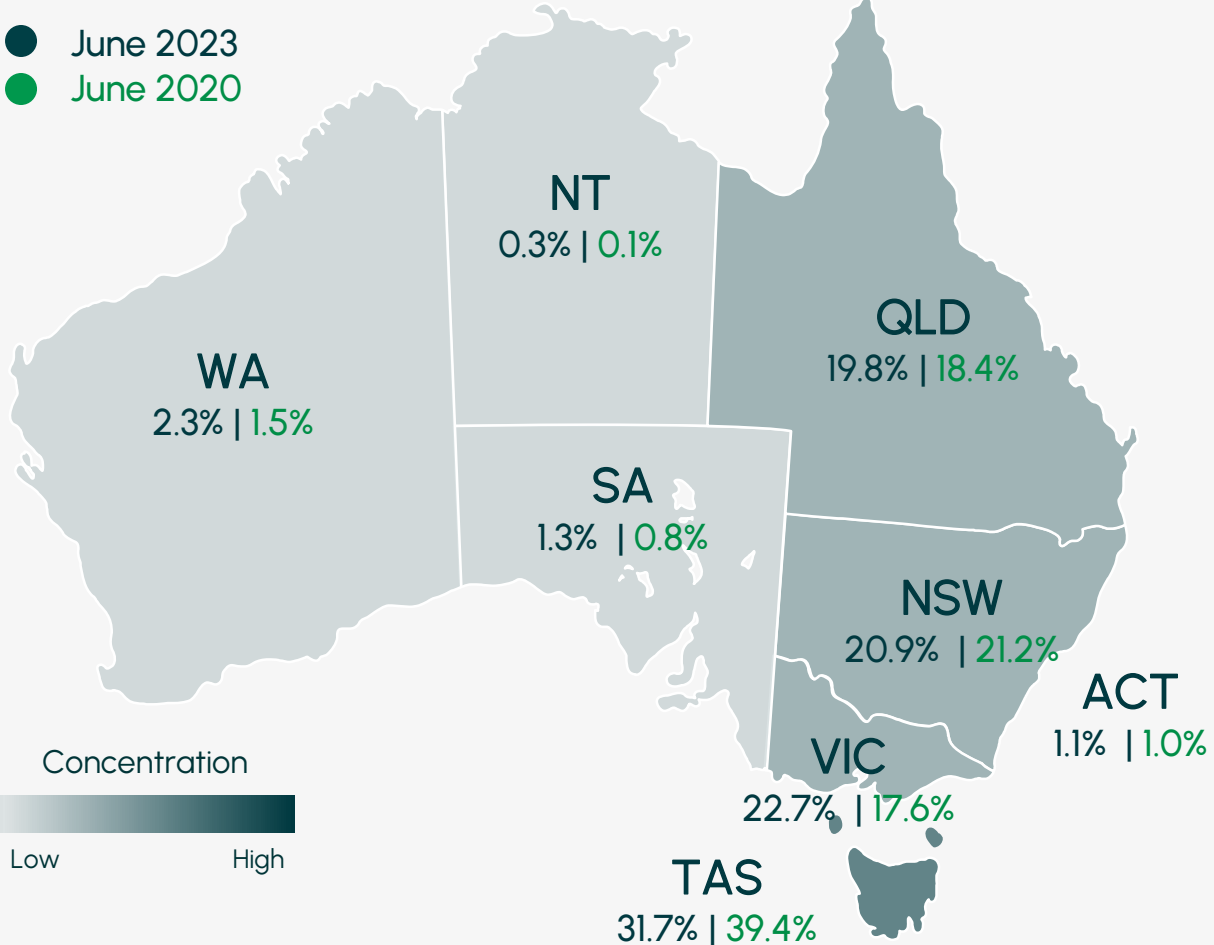 June 2023
June 2020
NT
0.3% | 0.1%
QLD
19.8% | 18.4%
WA
2.3% | 1.5%
SA
1.3% | 0.8%
NSW
20.9% | 21.2%
ACT
1.1% | 1.0%
VIC
22.7% | 17.6%
Concentration
Low High
TAS
31.7% | 39.4%